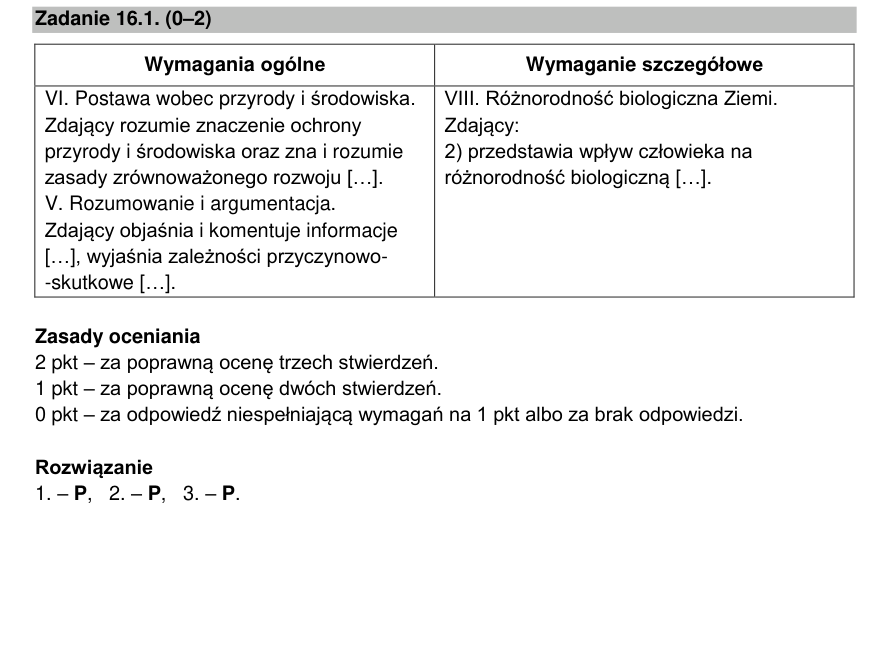 Zadanie 16.1. (0–2)
Wymagania ogólne
Wymaganie szczegółowe
VI. Postawa wobec przyrody i środowiska.
Zdający rozumie znaczenie ochrony
przyrody i środowiska oraz zna i rozumie
zasady zrównoważonego rozwoju […].
V. Rozumowanie i argumentacja.
Zdający objaśnia i komentuje informacje
[…], wyjaśnia zależności przyczynowo-
-skutkowe […].
VIII. Różnorodność biologiczna Ziemi.
Zdający:
2) przedstawia wpływ człowieka na
różnorodność biologiczną […].
Zasady oceniania
2 pkt – za poprawną ocenę trzech stwierdzeń.
1 pkt – za poprawną ocenę dwóch stwierdzeń.
0 pkt – za odpowiedź niespełniającą wymagań na 1 pkt albo za brak odpowiedzi.
Rozwiązanie
1. – P, 2. – P, 3. – P.